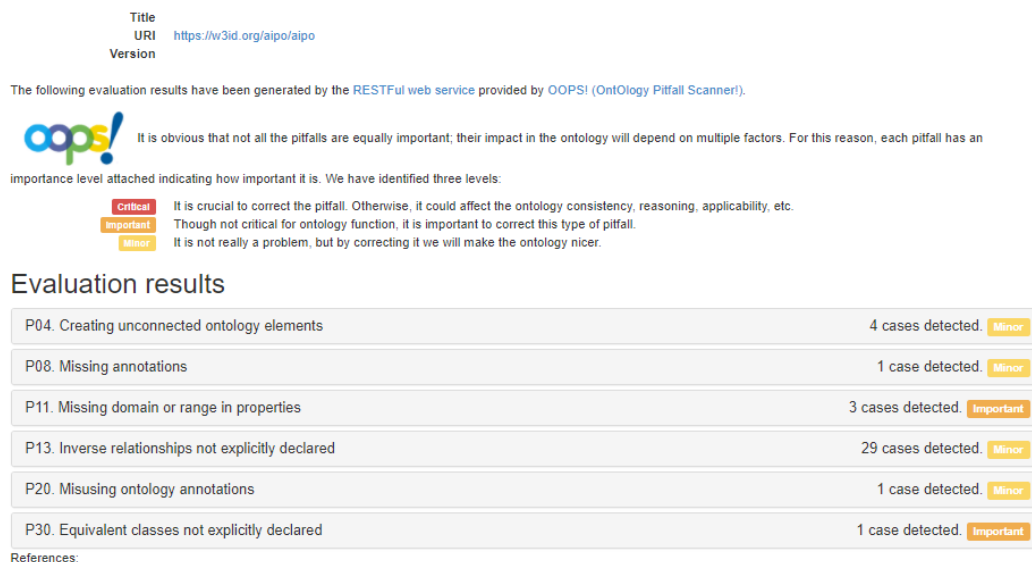 Title
URI https://w3id.org/aipo/aipo
Version
The following evaluation results have been generated by the RESTFul web service provided by OOPS! (OntOlogy Pitfall Scanner!).
oops! It is obvious that not all the pitfalls are equally important; their impact in the ontology will depend on multiple factors. For this reason, each pitfall has an
importance level attached indicating how important it is. We have identified three levels:
Critical It is crucial to correct the pitfall. Otherwise, it could affect the ontology consistency, reasoning, applicability, etc.
Important Though not critical for ontology function, it is important to correct this type of pitfall.
Minor It is not really a problem, but by correcting it we will make the ontology nicer.
Evaluation results
P04. Creating unconnected ontology elements 4 cases detected. Minor
P08. Missing annotations 1 case detected. Minor
P11. Missing domain or range in properties 3 cases detected. Important
P13. Inverse relationships not explicitly declared 29 cases detected. Minor
P20. Misusing ontology annotations 1 case detected. Minor
P30. Equivalent classes not explicitly declared 1 case detected. Important
References: